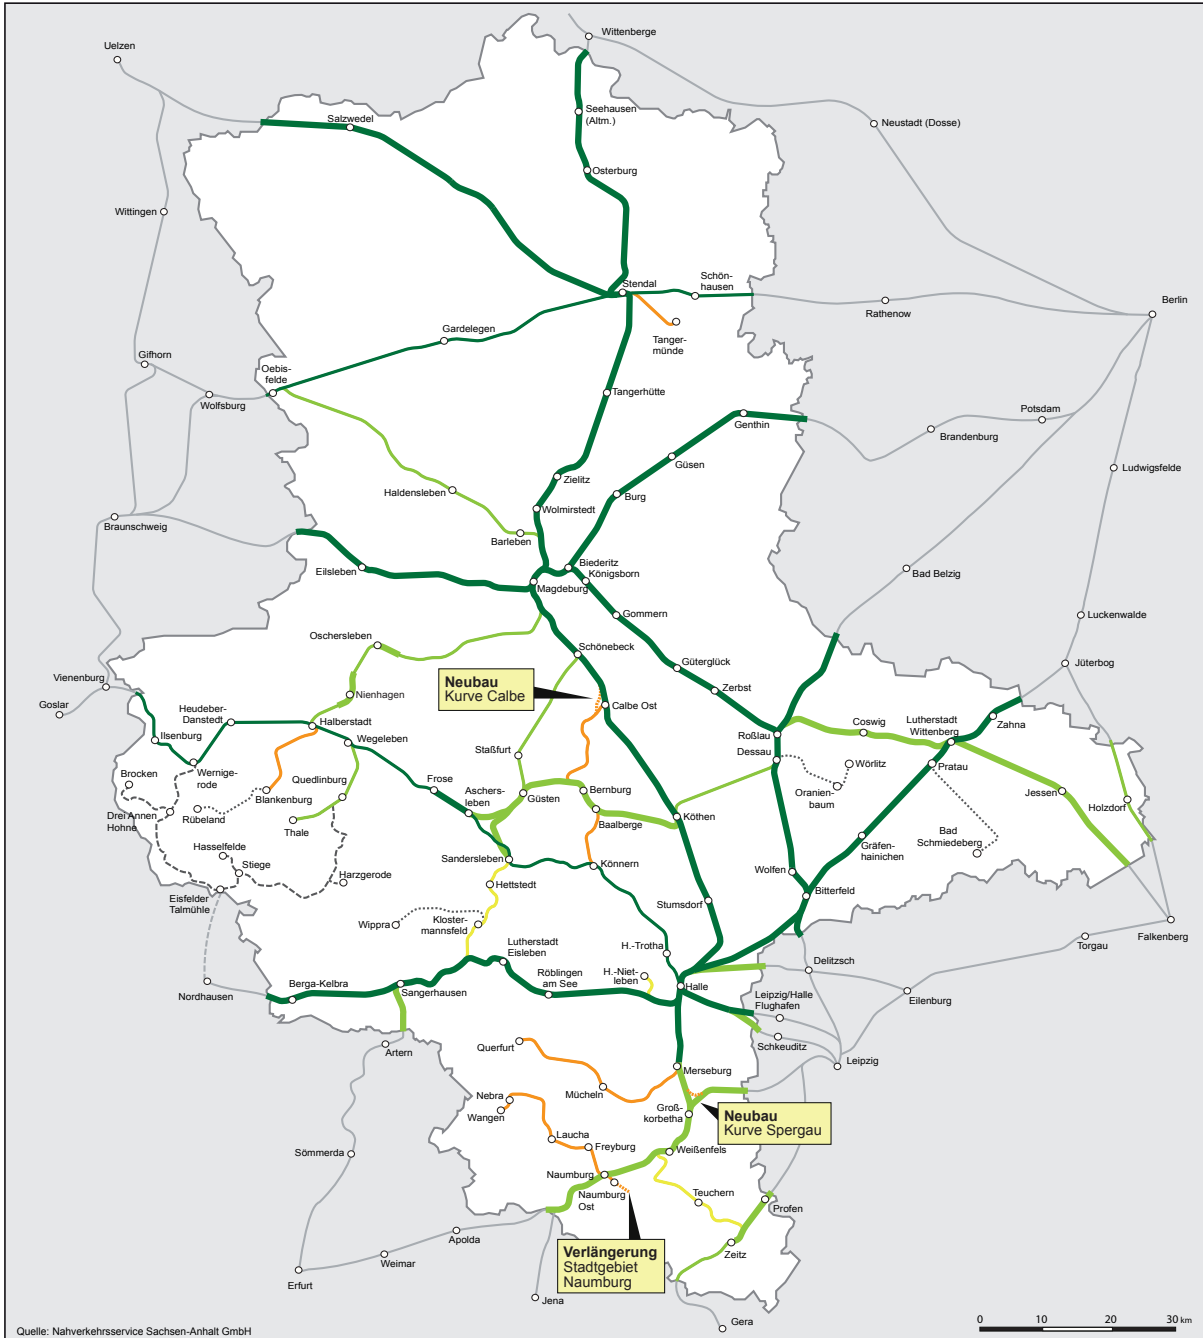 Wittenberge
Uelzen
Seehausen
(Altm.)
Salzwedel
Neustadt (Dosse)
Osterburg
Wittingen
Schön-
hausen
Stendal
Berlin
Rathenow
Gardelegen
Tanger-
münde
Gifhorn
Oebis-
felde
Wolfsburg
Tangerhütte
Genthin
Potsdam
Brandenburg
Güsen
Ludwigsfelde
Zielitz
Haldensleben
Burg
Wolmirstedt
Braunschweig
Barleben
Biederitz
Königsborn
Eilsleben
Magdeburg
Bad Belzig
Gommern
Luckenwalde
Oschersleben
Schönebeck
Jüterbog
Güterglück
Vienenburg
Neubau
Kurve Calbe
Nienhagen
Zerbst
Goslar
Calbe Ost
Heudeber-
Danstedt
Halberstadt
Coswig
Lutherstadt
Wittenberg
Zahna
Ilsenburg
Wegeleben
Roßlau
Dessau
Staßfurt
Brocken
Wernige-
rode
Quedlinburg
Frose
Aschers-
leben
Wörlitz
Pratau
Blankenburg
Güsten
Bernburg
Oranien-
baum
Jessen
Holzdorf
Drei Annen
Hohne
Rübeland
Thale
Baalberge
Köthen
Hasselfelde
Bad
Schmiedeberg
Gräfen-
hainichen
Stiege
Sandersleben
Könnern
Wolfen
Harzgerode
Hettstedt
Bitterfeld
Eisfelder
Talmühle
Stumsdorf
Wippra
Kloster-
mannsfeld
Falkenberg
Torgau
Lutherstadt
Eisleben
H.-Trotha
Delitzsch
Nordhausen
Berga-Kelbra
Sangerhausen
Röblingen
am See
H.-Niet-
leben
Halle
Eilenburg
Leipzig/Halle
Flughafen
Schkeuditz
Artern
Querfurt
Leipzig
Merseburg
Mücheln
Nebra
Wangen
Groß-
korbetha
Neubau
Kurve Spergau
Laucha
Freyburg
Sömmerda
Weißenfels
Naumburg
Naumburg
Ost
Teuchern
Profen
Apolda
Verlängerung
Stadtgebiet
Naumburg
Zeitz
Weimar
Erfurt
Jena
Gera
0 10 20 30 km
Quelle: Nahverkehrsservice Sachsen-Anhalt GmbH